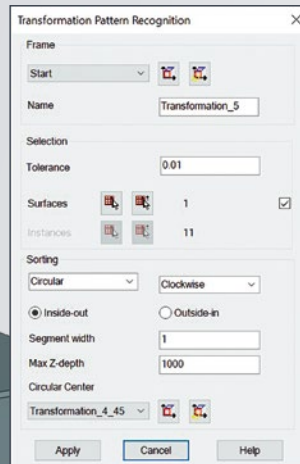 Transformation Pattern Recognition
Frame
Start
Name Transformation_5
Selection
Tolerance 0.01
Surfaces 1
Instances 11
Sorting
Circular Clockwise
Inside-out Outside-in
Segment width 1
Max Z-depth 1000
Circular Center
Transformation_4_45
Apply Cancel Help